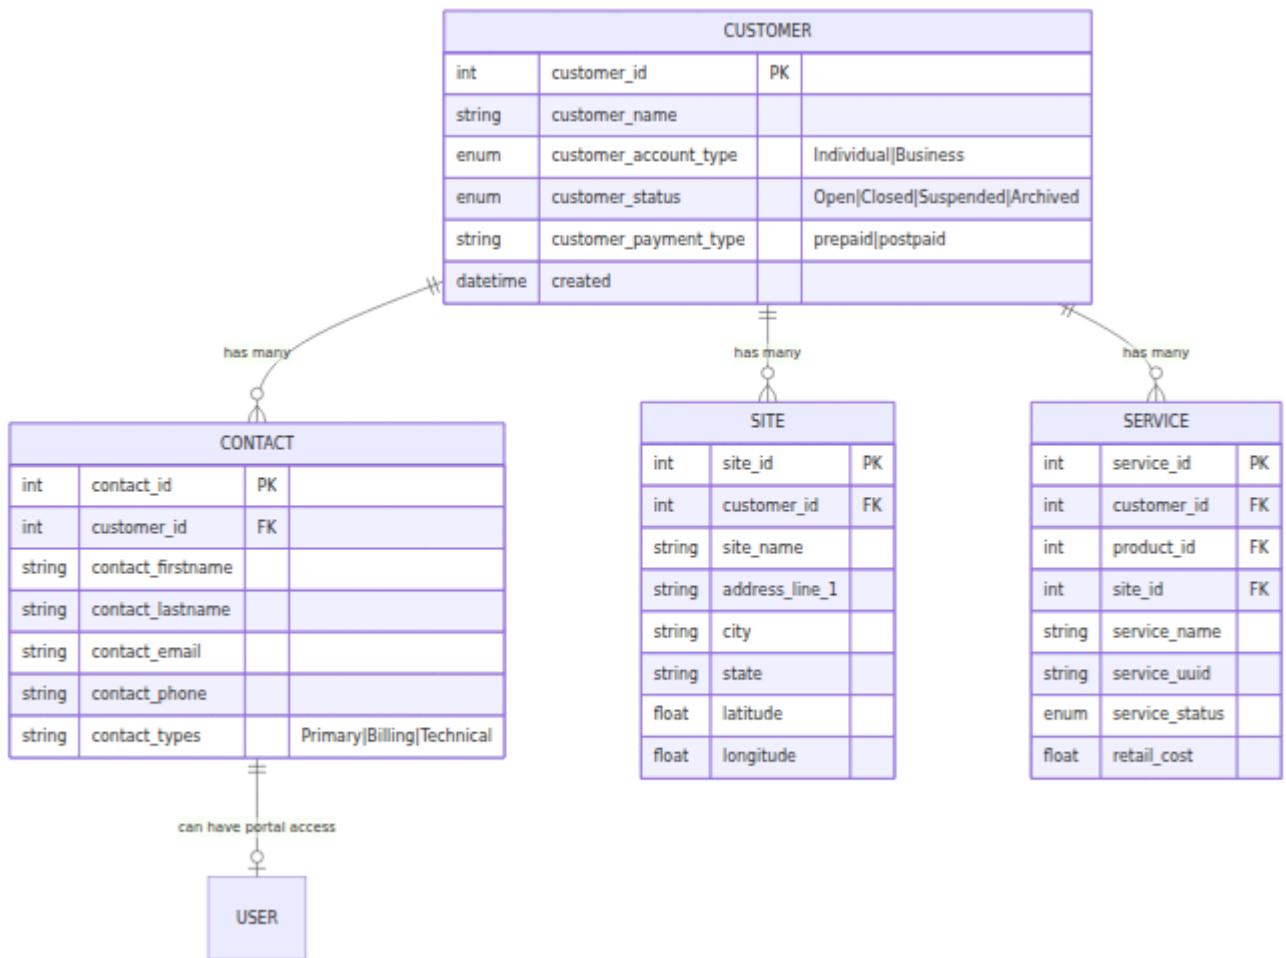 CUSTOMER
int customer_id PK
string customer_name
enum customer_account_type Individual|Business
enum customer_status Open|Closed|Suspended|Archived
string customer_payment_type prepaid|postpaid
datetime created
has many
has many
has many
CONTACT
int contact_id PK
int customer_id FK
string contact_firstname
string contact_lastname
string contact_email
string contact_phone
string contact_types Primary|Billing|Technical
SITE
int site_id PK
int customer_id FK
string site_name
string address_line_1
string city
string state
float latitude
float longitude
SERVICE
int service_id PK
int customer_id FK
int product_id FK
int site_id FK
string service_name
string service_uuid
enum service_status
float retail_cost
can have portal access
USER